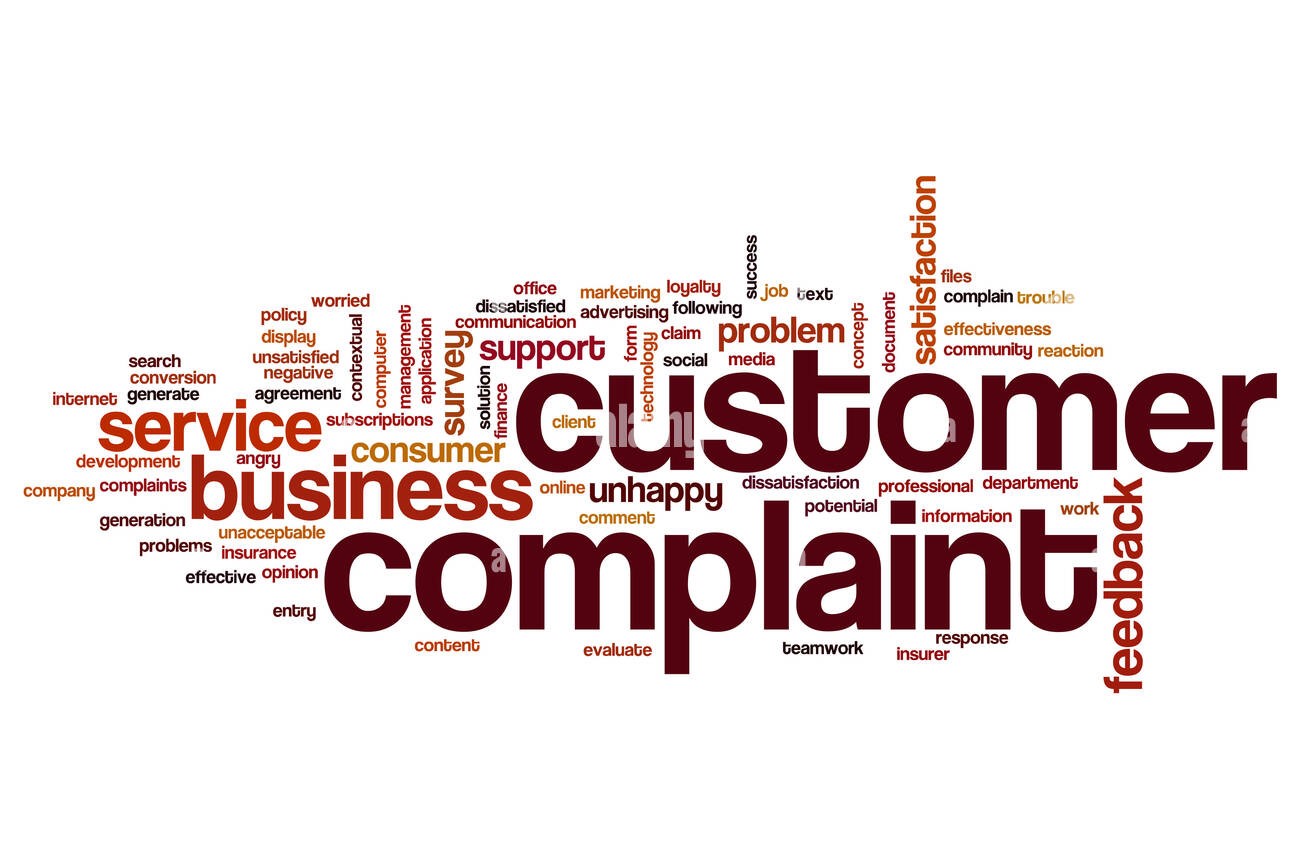 satisfaction
success
files
office
marketing
loyalty
job
text
complain
trouble
worried
dissatisfied
advertising
following
policy
communication
problem
effectiveness
display
contextual
computer
management
application
survey
support
form
technology
claim
concept
document
community
reaction
unsatisfied
social
media
search
negative
conversion
agreement
solution
finance
customer
internet
generate
service
subscriptions
client
consumer
development
angry
company
complaints
business
online
unhappy
dissatisfaction
professional
department
feedback
generation
comment
potential
information
work
unacceptable
problems
insurance
complaint
effective
opinion
entry
content
evaluate
teamwork
response
insurer
alamy